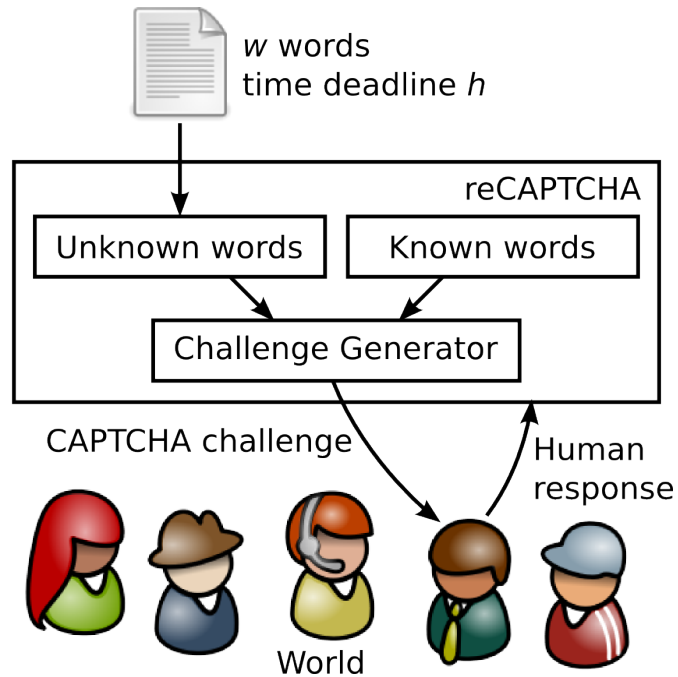 w words
time deadline h
reCAPTCHA
Unknown words
Known words
Challenge Generator
CAPTCHA challenge
Human
response
World